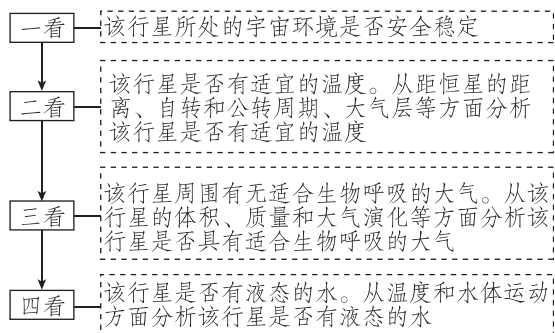 一看
该行星所处的宇宙环境是否安全稳定
二看
该行星是否有适宜的温度。从距恒星的距
离、自转和公转周期、大气层等方面分析
该行星是否有适宜的温度
三看
该行星周围有无适合生物呼吸的大气。从该
行星的体积、质量和大气演化等方面分析该
行星是否具有适合生物呼吸的大气
四看
该行星是否有液态的水。从温度和水体运动
方面分析该行星是否有液态的水